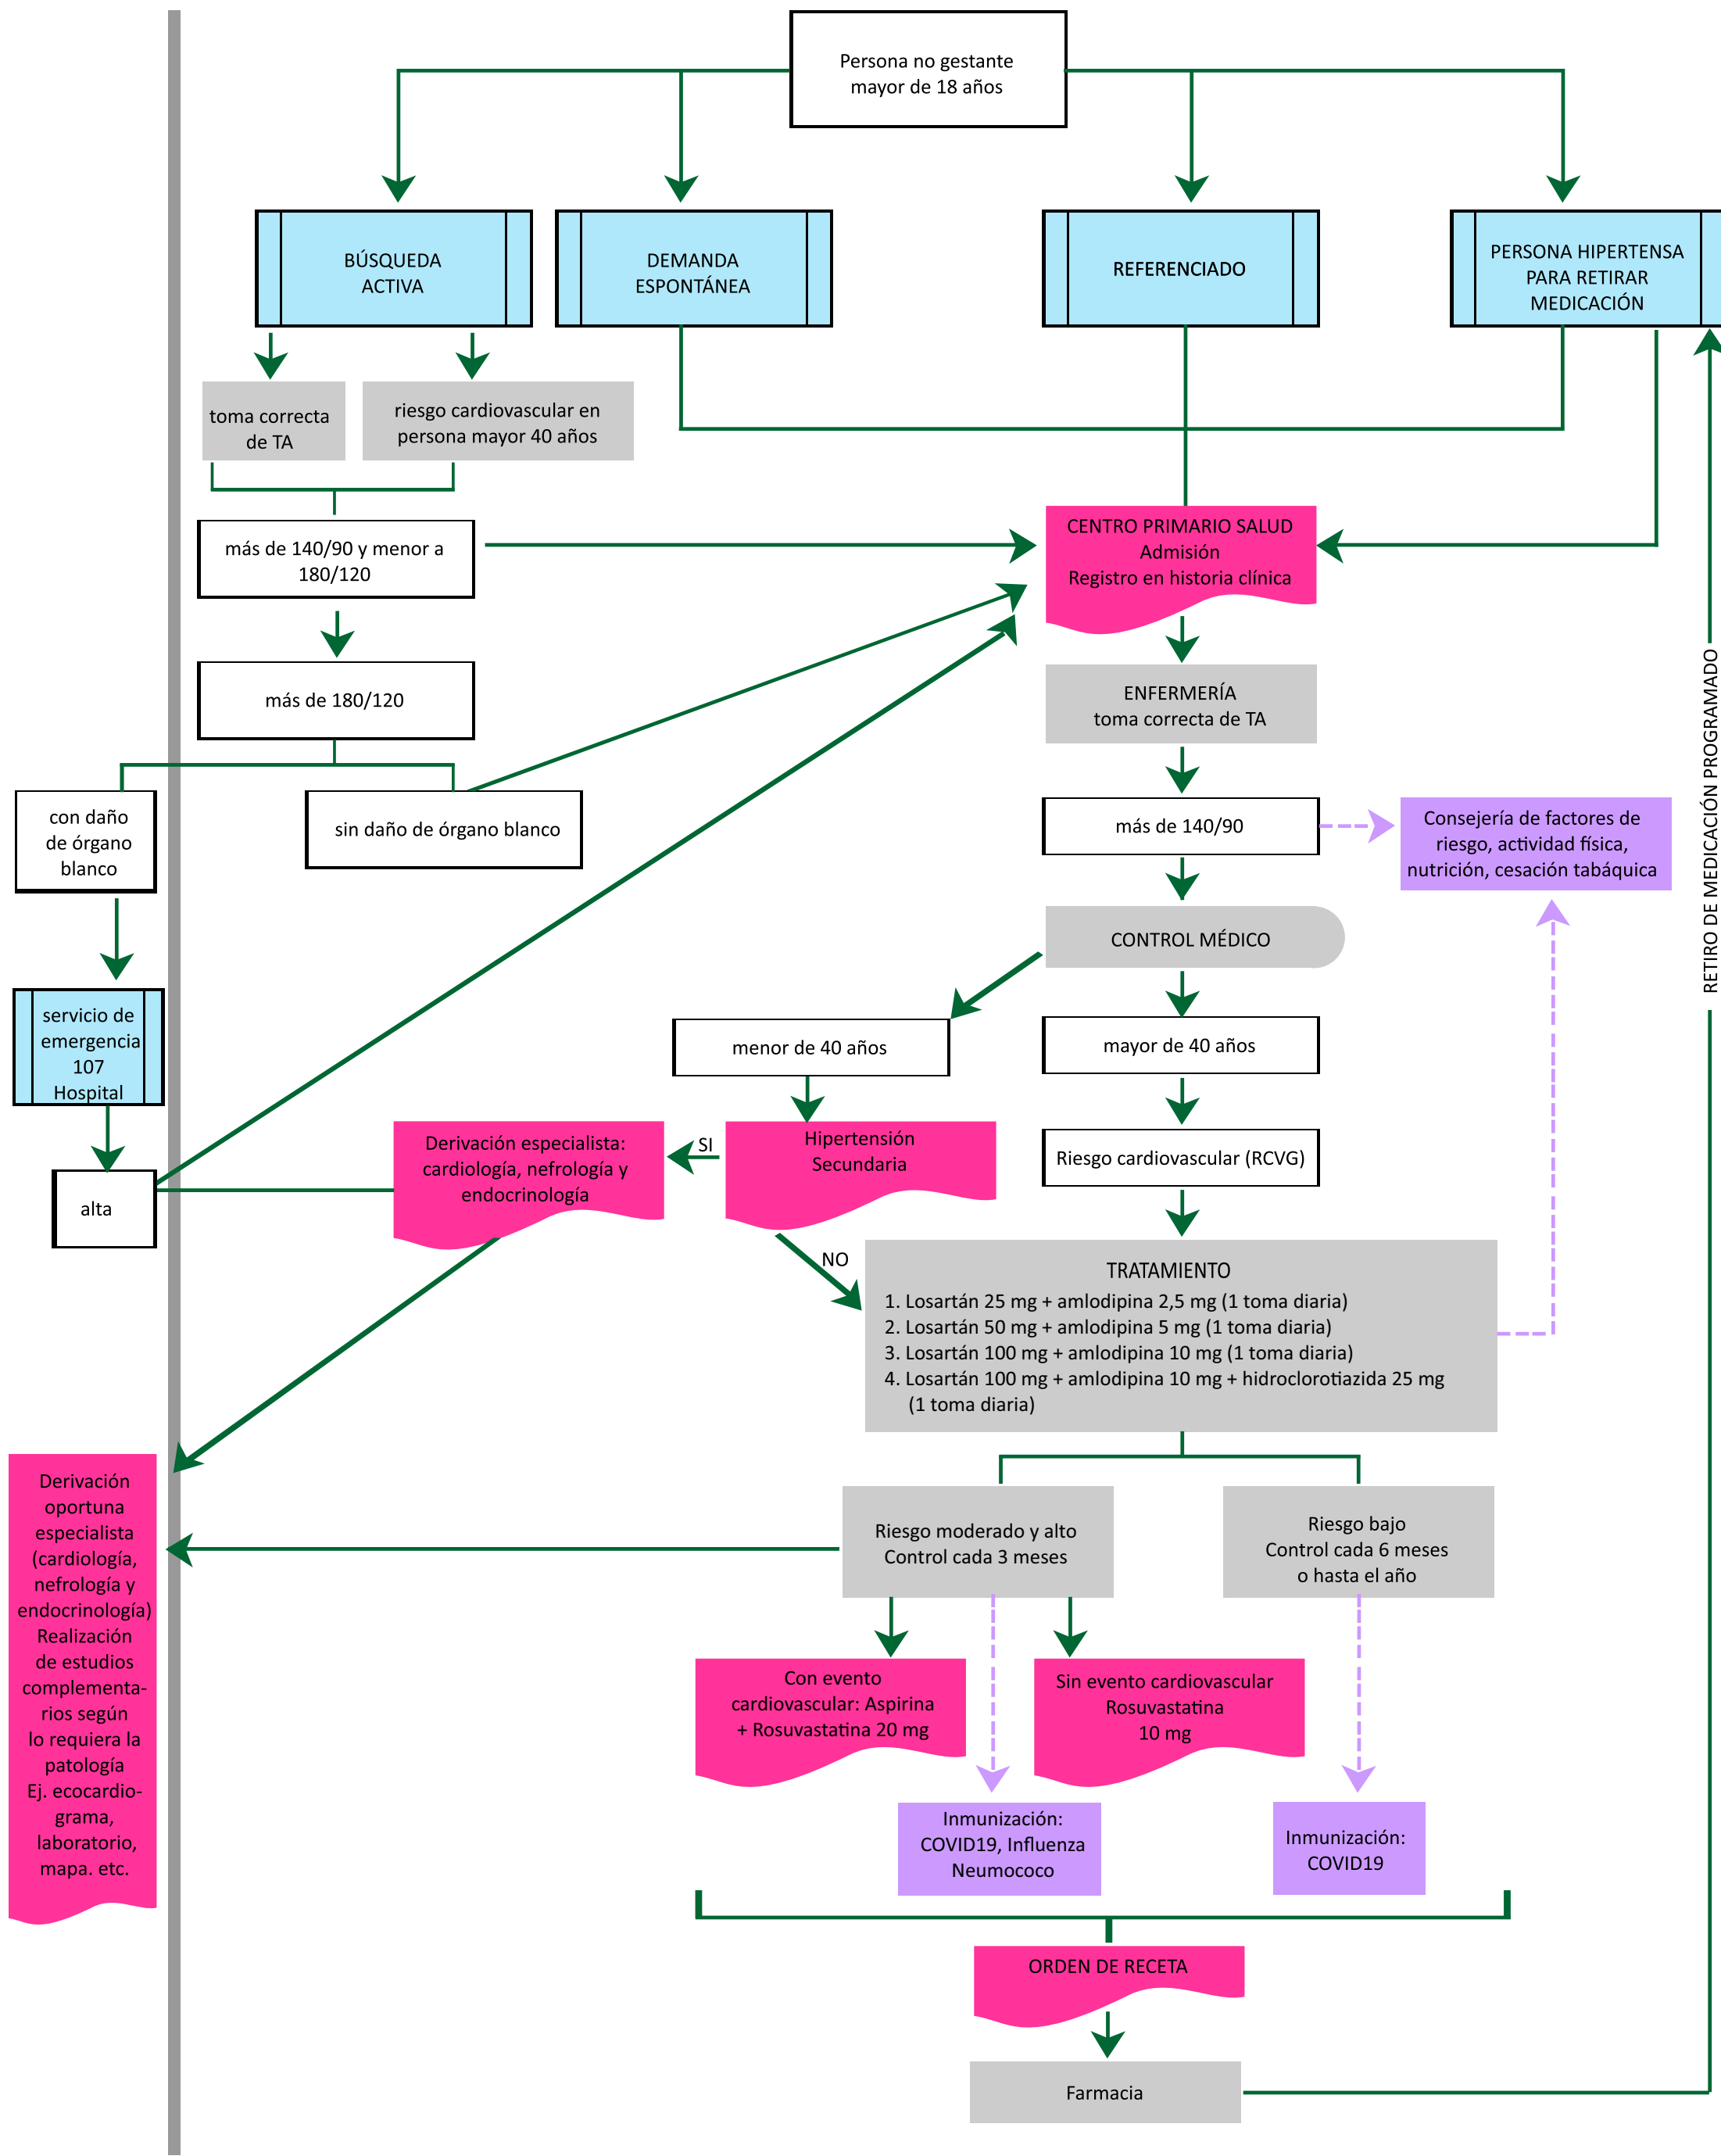 Persona no gestante
mayor de 18 años
BÚSQUEDA
ACTIVA
DEMANDA
ESPONTÁNEA
REFERENCIADO
PERSONA HIPERTENSA
PARA RETIRAR
MEDICACIÓN
toma correcta
de TA
riesgo cardiovascular en
persona mayor 40 años
más de 140/90 y menor a
180/120
CENTRO PRIMARIO SALUD
Admisión
Registro en historia clínica
más de 180/120
ENFERMERÍA
toma correcta de TA
con daño
de órgano
blanco
sin daño de órgano blanco
más de 140/90
Consejería de factores de
riesgo, actividad física,
nutrición, cesación tabáquica
RETIRO DE MEDICACIÓN PROGRAMADO
CONTROL MÉDICO
servicio de
emergencia
107
Hospital
menor de 40 años
mayor de 40 años
alta
Derivación especialista:
cardiología, nefrología y
endocrinología
SI
Hipertensión
Secundaria
NO
Riesgo cardiovascular (RCVG)
TRATAMIENTO
1. Losartán 25 mg + amlodipina 2,5 mg (1 toma diaria)
2. Losartán 50 mg + amlodipina 5 mg (1 toma diaria)
3. Losartán 100 mg + amlodipina 10 mg (1 toma diaria)
4. Losartán 100 mg + amlodipina 10 mg + hidroclorotiazida 25 mg
(1 toma diaria)
Derivación
oportuna
especialista
(cardiología,
nefrología y
endocrinología)
Realización
de estudios
complementa-
rios según
lo requiera la
patología
Ej. ecocardio-
grama,
laboratorio,
mapa. etc.
Riesgo moderado y alto
Control cada 3 meses
Riesgo bajo
Control cada 6 meses
o hasta el año
Con evento
cardiovascular: Aspirina
+ Rosuvastatina 20 mg
Sin evento cardiovascular
Rosuvastatina
10 mg
Inmunización:
COVID19, Influenza
Neumococo
Inmunización:
COVID19
ORDEN DE RECETA
Farmacia